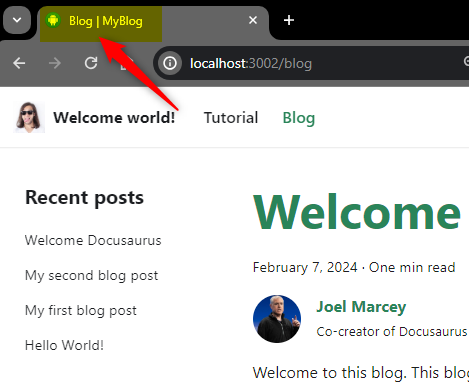 Blog | MyBlog
localhost:3002/blog
Welcome world!
Tutorial
Blog
Recent posts
Welcome Docusaurus
My second blog post
My first blog post
Hello World!
Welcome
February 7, 2024 · One min read
Joel Marcey
Co-creator of Docusaurus
Welcome to this blog. This blog